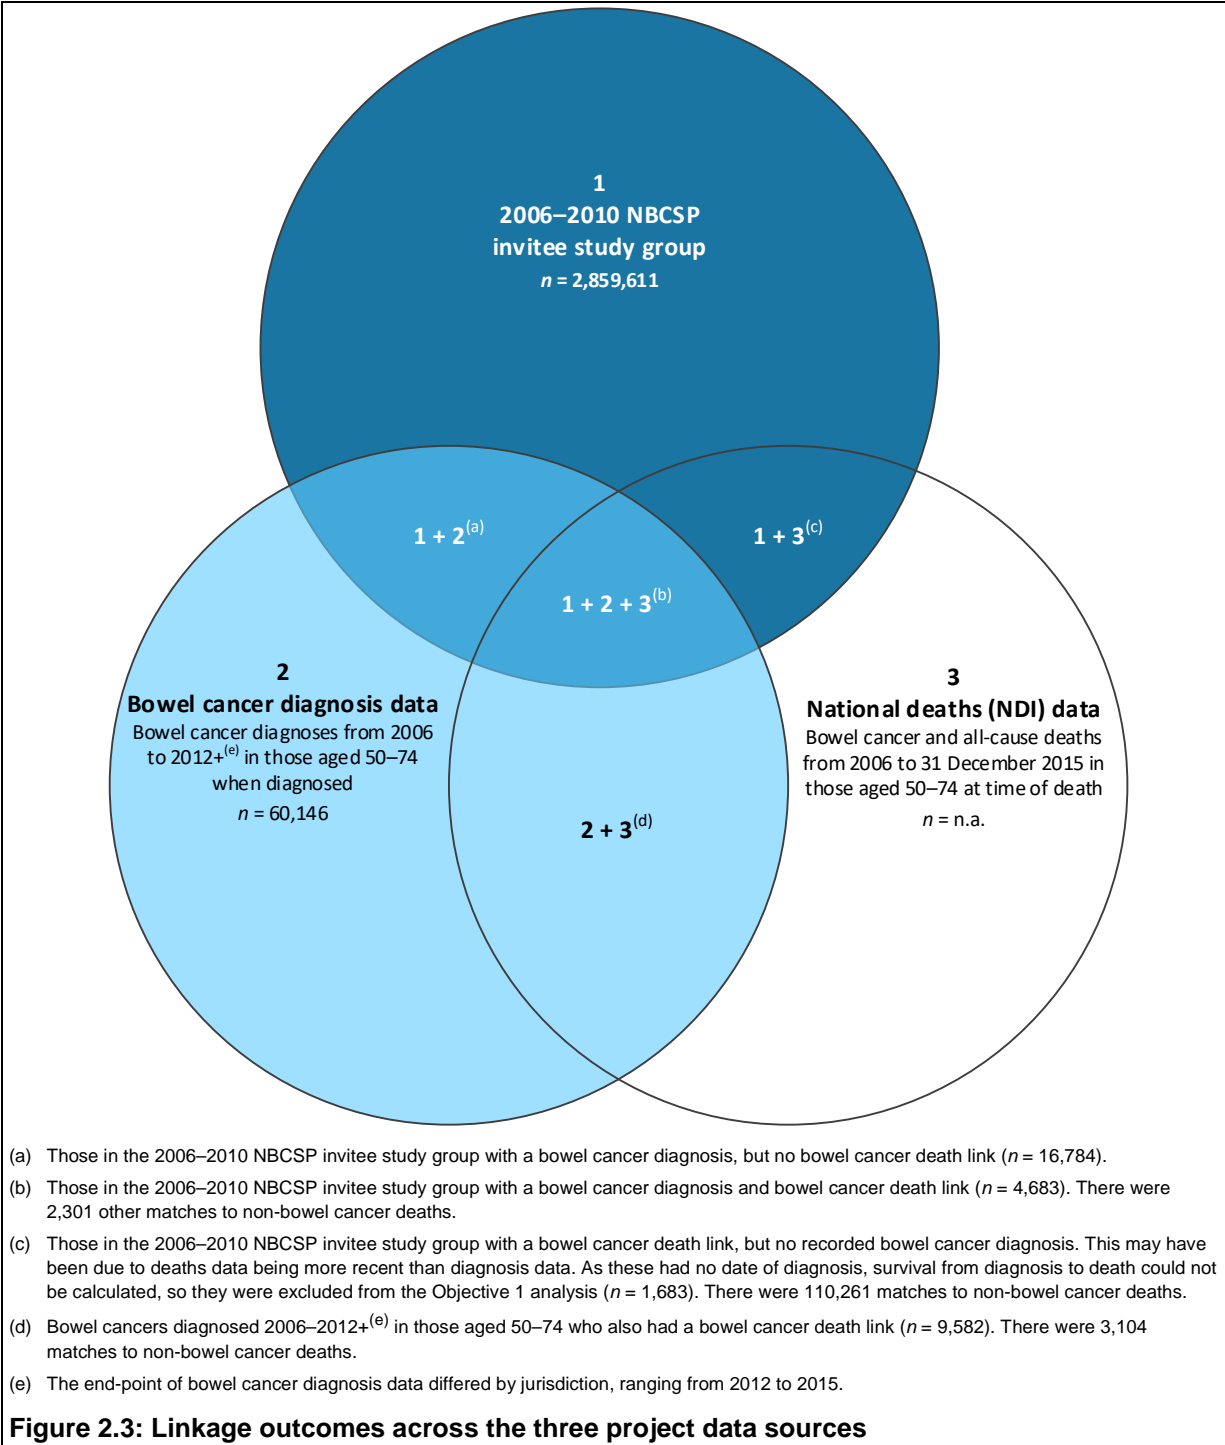 1
2006–2010 NBCSP
invitee study group
n = 2,859,611
1 + 2(a)
1 + 3(c)
1 + 2 + 3(b)
2
Bowel cancer diagnosis data
Bowel cancer diagnoses from 2006
to 2012+(e) in those aged 50–74
when diagnosed
n = 60,146
3
National deaths (NDI) data
Bowel cancer and all-cause deaths
from 2006 to 31 December 2015 in
those aged 50–74 at time of death
n = n.a.
2 + 3(d)
(a) Those in the 2006–2010 NBCSP invitee study group with a bowel cancer diagnosis, but no bowel cancer death link (n = 16,784).
(b) Those in the 2006–2010 NBCSP invitee study group with a bowel cancer diagnosis and bowel cancer death link (n = 4,683). There were
2,301 other matches to non-bowel cancer deaths.
(c) Those in the 2006–2010 NBCSP invitee study group with a bowel cancer death link, but no recorded bowel cancer diagnosis. This may have
been due to deaths data being more recent than diagnosis data. As these had no date of diagnosis, survival from diagnosis to death could not
be calculated, so they were excluded from the Objective 1 analysis (n = 1,683). There were 110,261 matches to non-bowel cancer deaths.
(d) Bowel cancers diagnosed 2006–2012+(e) in those aged 50–74 who also had a bowel cancer death link (n = 9,582). There were 3,104
matches to non-bowel cancer deaths.
(e) The end-point of bowel cancer diagnosis data differed by jurisdiction, ranging from 2012 to 2015.
Figure 2.3: Linkage outcomes across the three project data sources